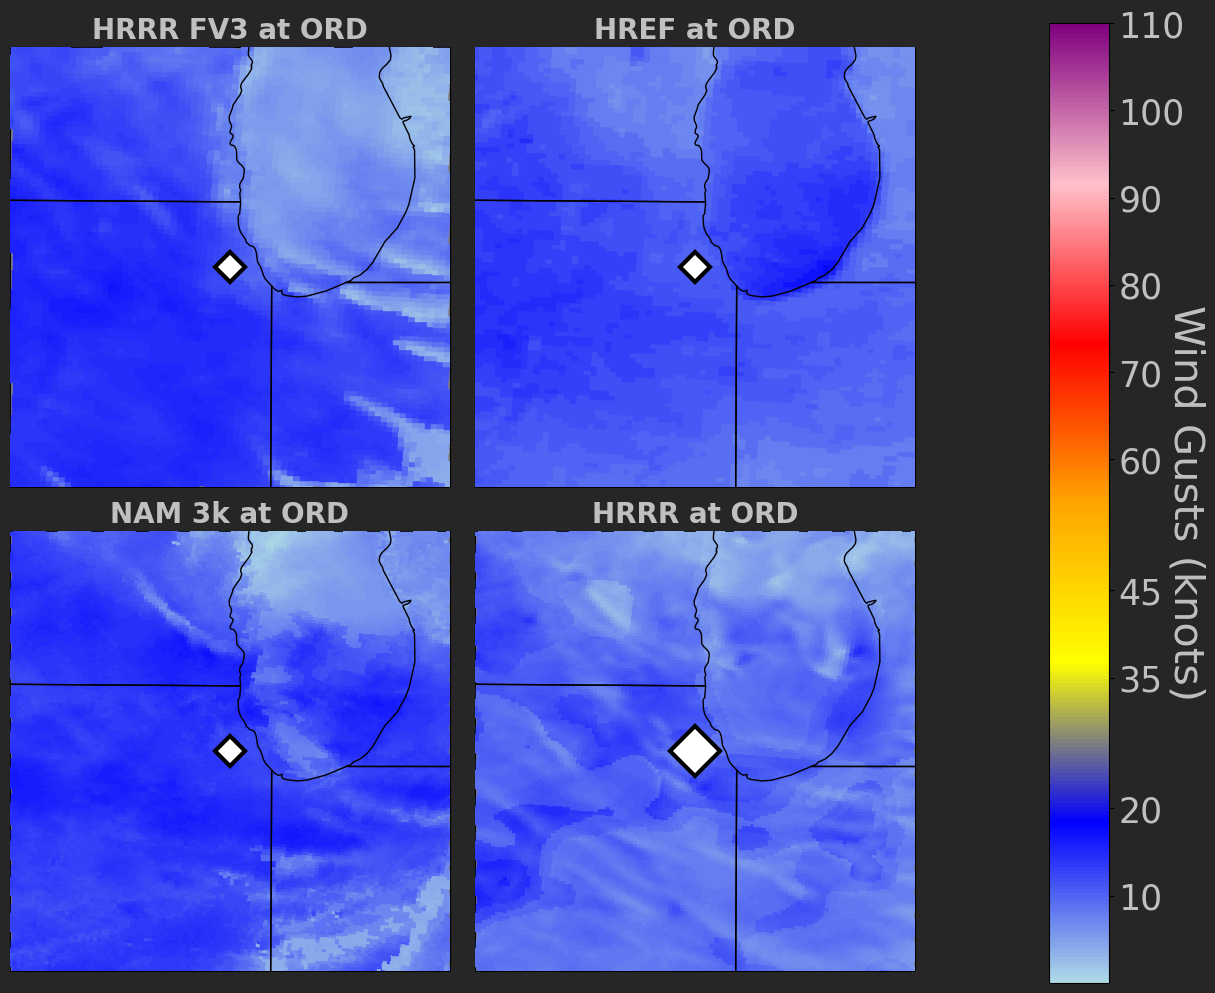 HRRR FV3 at ORD
HREF at ORD
NAM 3k at ORD
HRRR at ORD
110
100
90
80
70
60
45
35
20
10
Wind Gusts (knots)